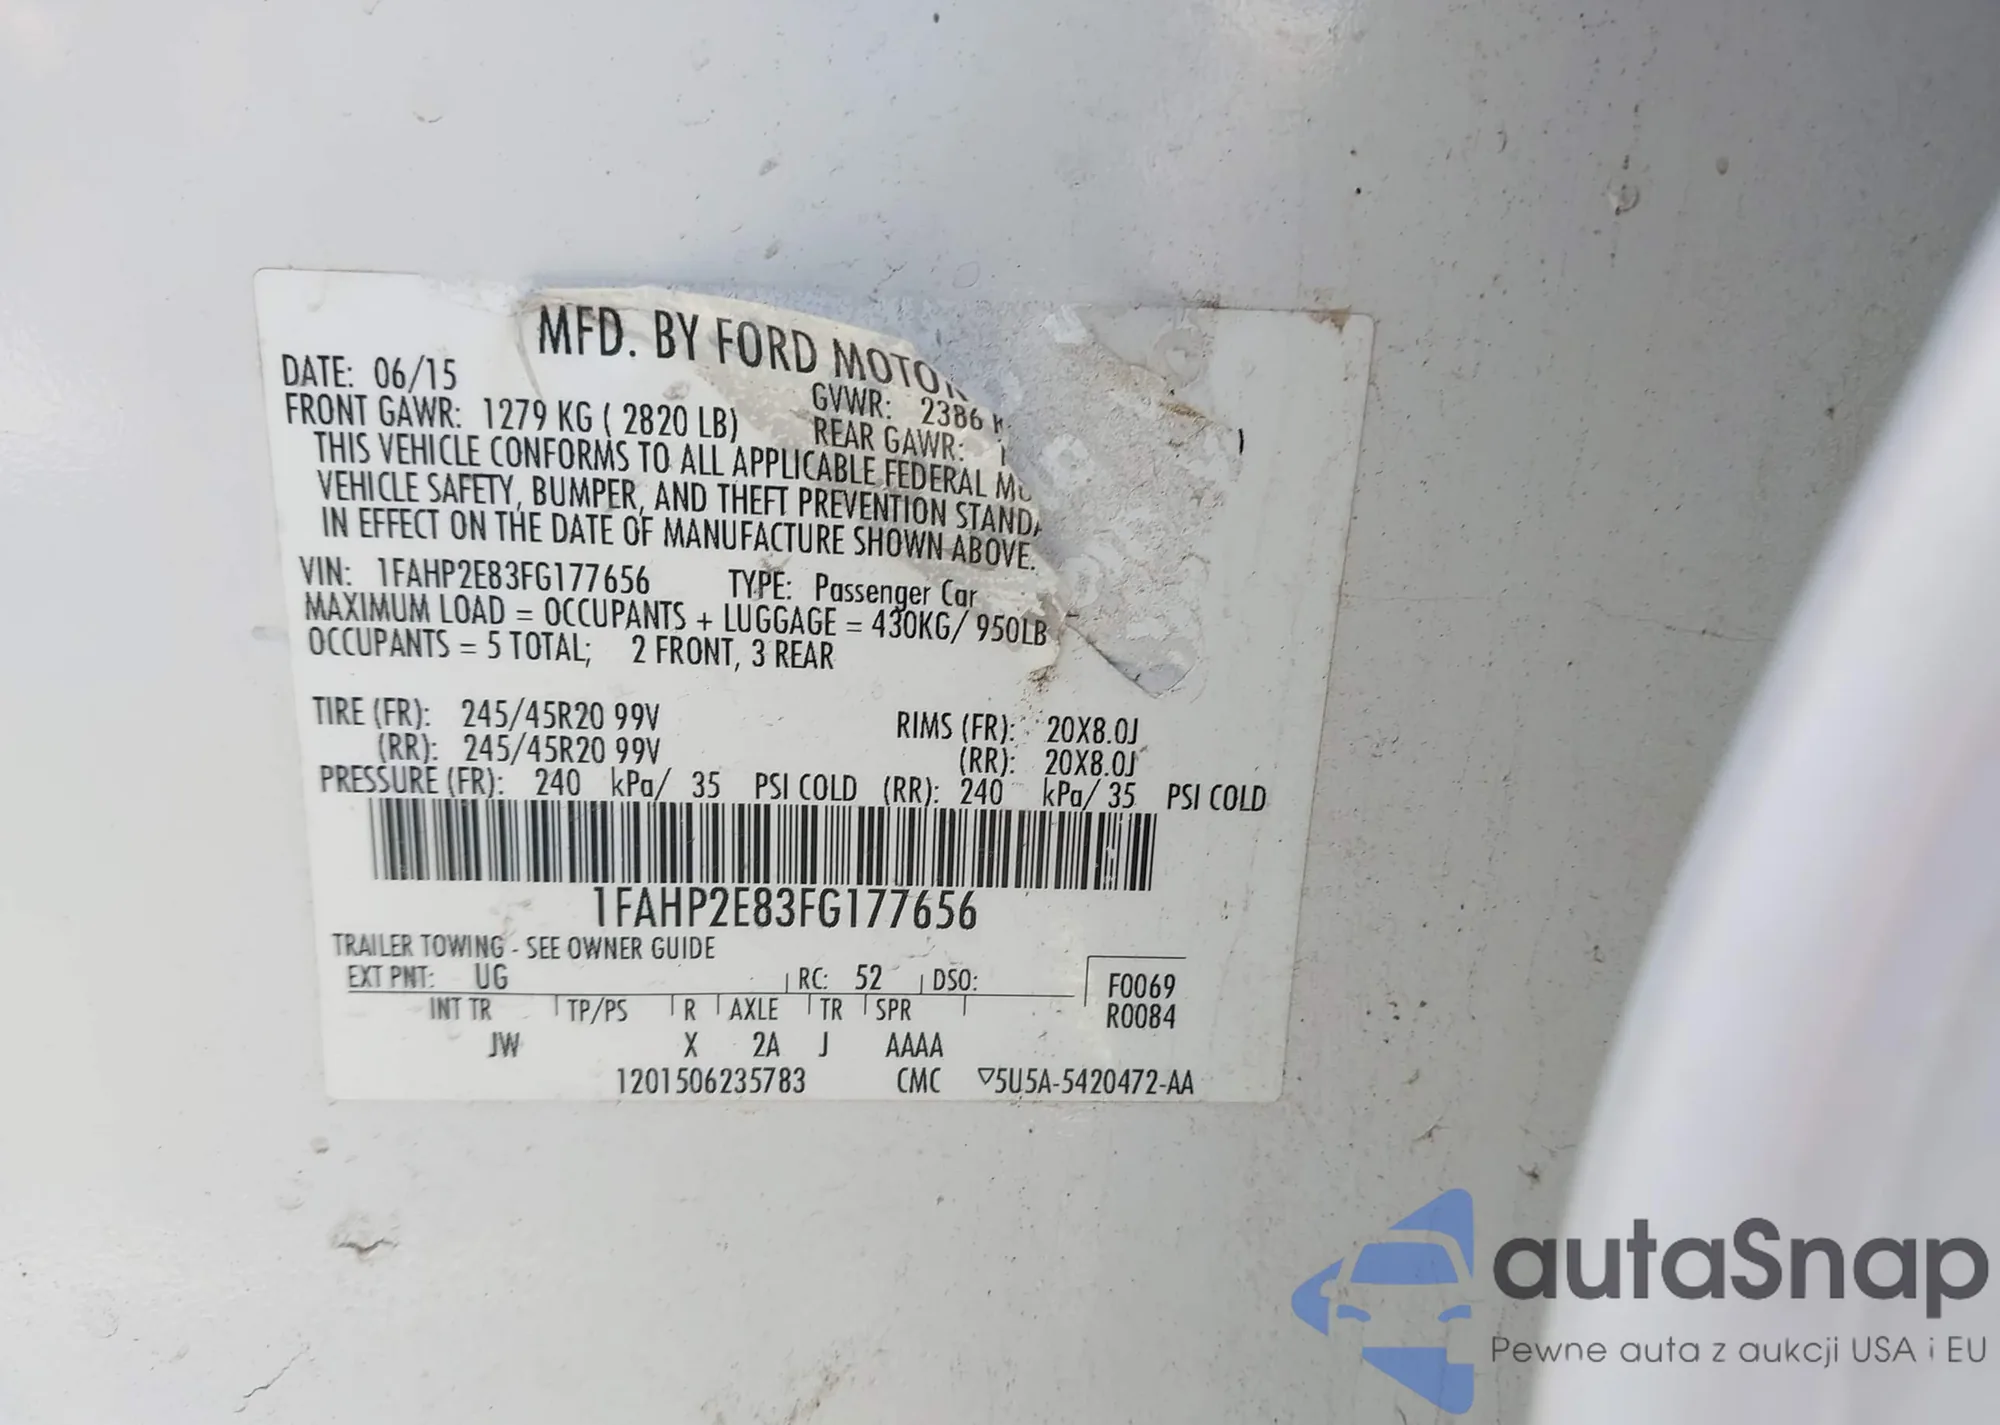 MFD. BY FORD MOTOR
DATE: 06/15 GVWR: 2386
FRONT GAWR: 1279 KG ( 2820 LB) REAR GAWR:
THIS VEHICLE CONFORMS TO ALL APPLICABLE FEDERAL
VEHICLE SAFETY, BUMPER, AND THEFT PREVENTION
IN EFFECT ON THE DATE OF MANUFACTURE SHOWN ABOVE.
VIN: 1FAHP2E83FG177656 TYPE: Passenger Car
MAXIMUM LOAD = OCCUPANTS + LUGGAGE = 430KG/ 950LB
OCCUPANTS = 5 TOTAL; 2 FRONT, 3 REAR
TIRE (FR): 245/45R20 99V RIMS (FR): 20X8.0J
(RR): 245/45R20 99V (RR): 20X8.0J
PRESSURE (FR): 240 kPa/ 35 PSI COLD (RR): 240 kPa/ 35 PSI COLD
1FAHP2E83FG177656
TRAILER TOWING - SEE OWNER GUIDE
EXT PNT: UG RC: 52 DSO: F0069
INT TR TP/PS R AXLE TR SPR R0084
JW X 2A J AAAA
1201506235783 CMC ▽5U5A-5420472-AA
autaSnap
Pewne auta z aukcji USA i EU